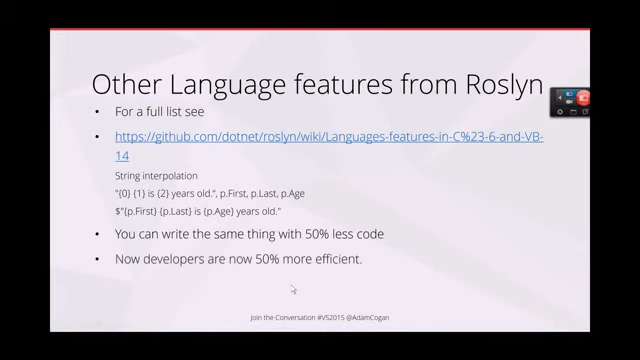 Other Language features from Roslyn
• For a full list see
• https://github.com/dotnet/roslyn/wiki/Languages-features-in-C%23-6-and-VB-
14
String interpolation
"{0} {1} is {2} years old.“, p.First, p.Last, p.Age
$"{p.First} {p.Last} is {p.Age} years old."
• You can write the same thing with 50% less code
• Now developers are now 50% more efficient.
Join the Conversation #VS2015 @AdamCogan